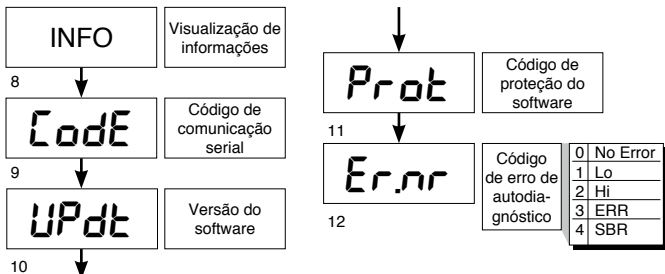 INFO
Visualização de
informações
8
CodE
Código de
comunicação
serial
9
UPdt
Versão do
software
10
Prot
Código de
proteção do
software
11
Er.nr
Código
de erro de
autodia-
gnóstico
0 No Error
1 Lo
2 Hi
3 ERR
4 SBR
12